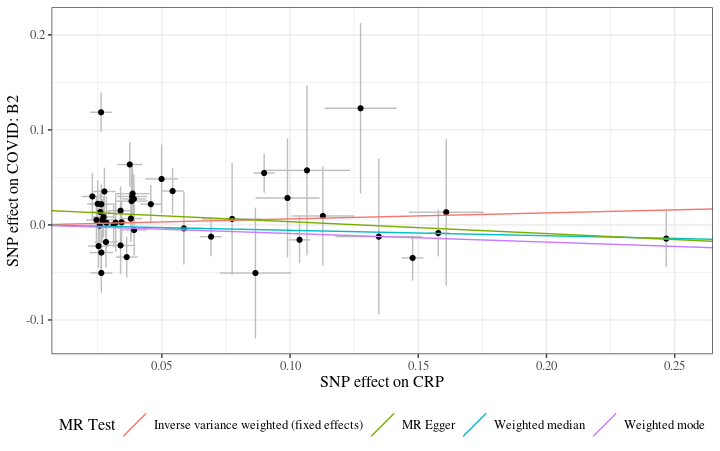 0.2
0.1
0.0
-0.1
SNP effect on COVID: B2
0.05
0.10
0.15
0.20
0.25
SNP effect on CRP
MR Test
Inverse variance weighted (fixed effects)
MR Egger
Weighted median
Weighted mode